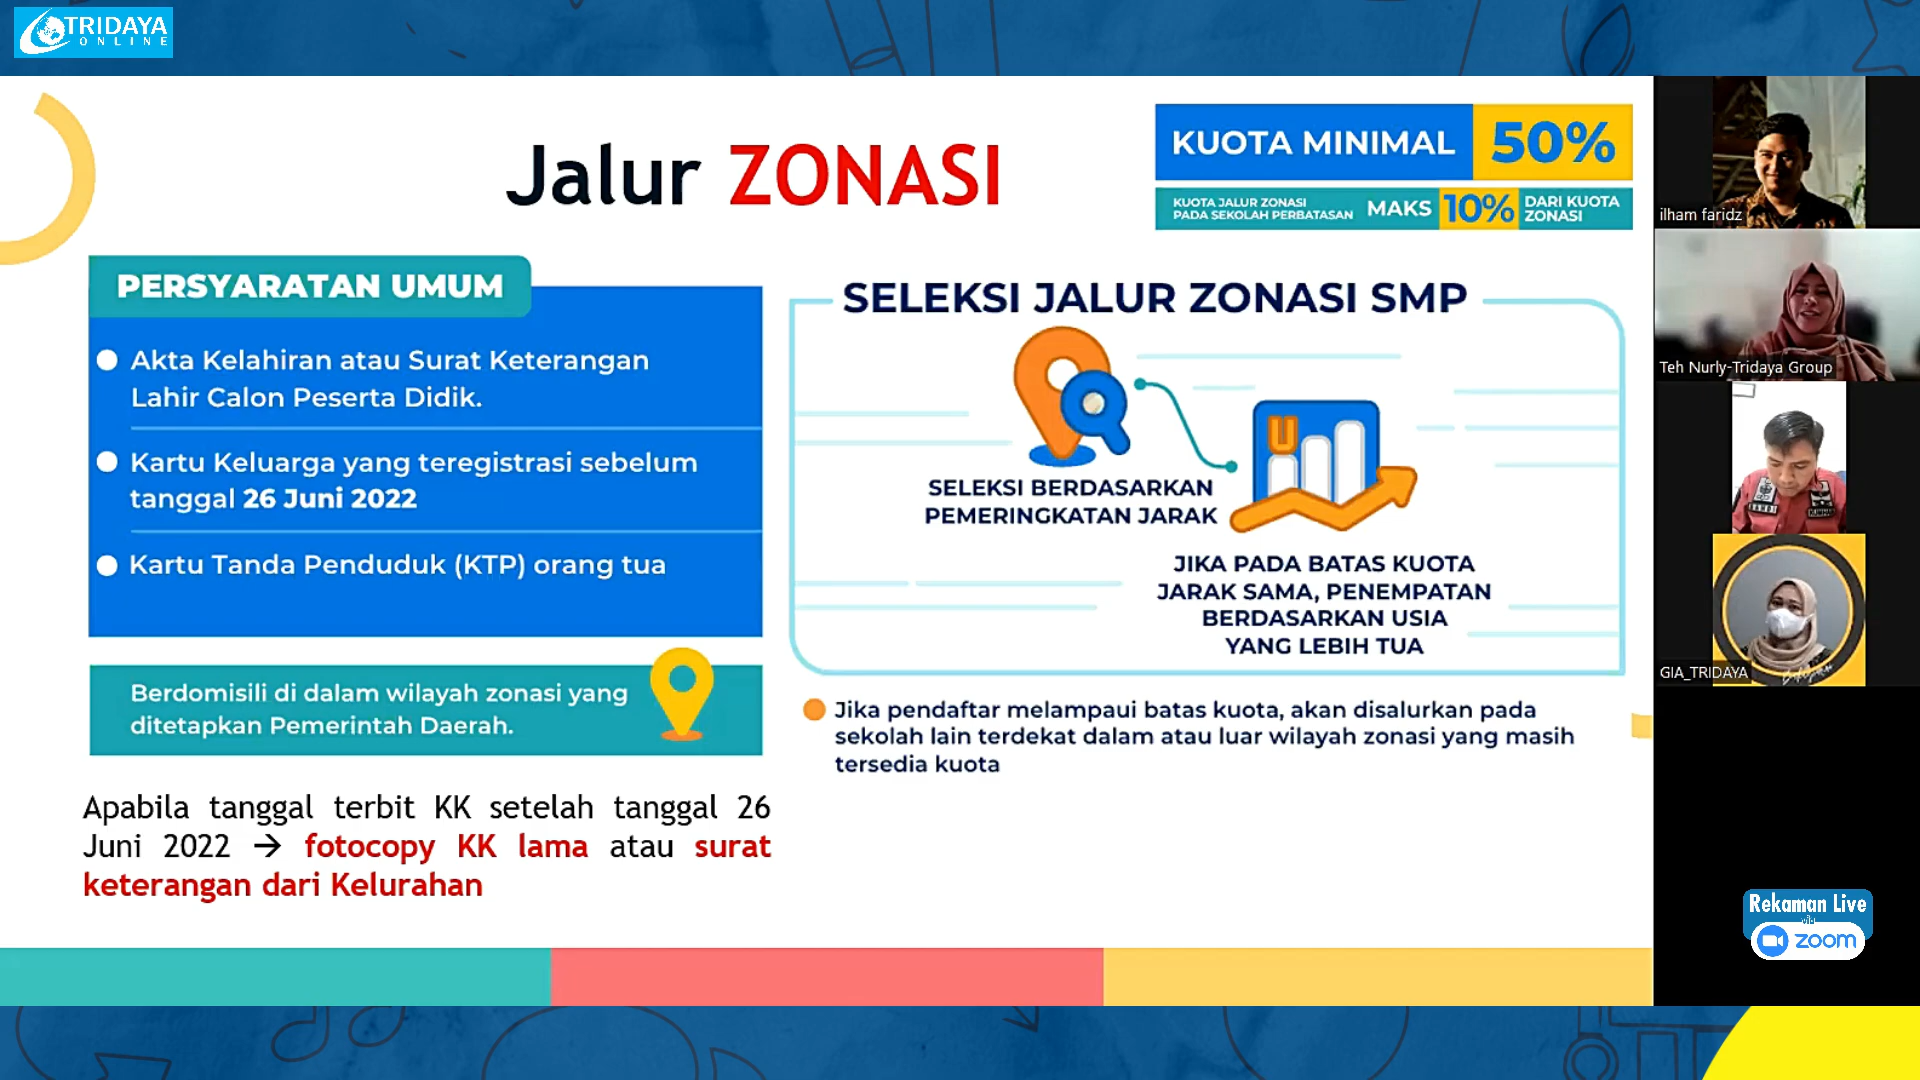 TRIDAYA
ONLINE
Jalur ZONASI
KUOTA MINIMAL 50%
KUOTA JALUR ZONASI
PADA SEKOLAH PERBATASAN
MAKS 10%
DARI KUOTA
ZONASI
PERSYARATAN UMUM
Akta Kelahiran atau Surat Keterangan
Lahir Calon Peserta Didik.
Kartu Keluarga yang teregistrasi sebelum
tanggal 26 Juni 2022
Kartu Tanda Penduduk (KTP) orang tua
Berdomisili di dalam wilayah zonasi yang
ditetapkan Pemerintah Daerah.
Apabila tanggal terbit KK setelah tanggal 26
Juni 2022 → fotocopy KK lama atau surat
keterangan dari Kelurahan
SELEKSI JALUR ZONASI SMP
SELEKSI BERDASARKAN
PEMERINGKATAN JARAK
JIKA PADA BATAS KUOTA
JARAK SAMA, PENEMPATAN
BERDASARKAN USIA
YANG LEBIH TUA
Jika pendaftar melampaui batas kuota, akan disalurkan pada
sekolah lain terdekat dalam atau luar wilayah zonasi yang masih
tersedia kuota
ilham faridz
Teh Nurly-Tridaya Group
GIA_TRIDAYA
Rekaman Live
zoom